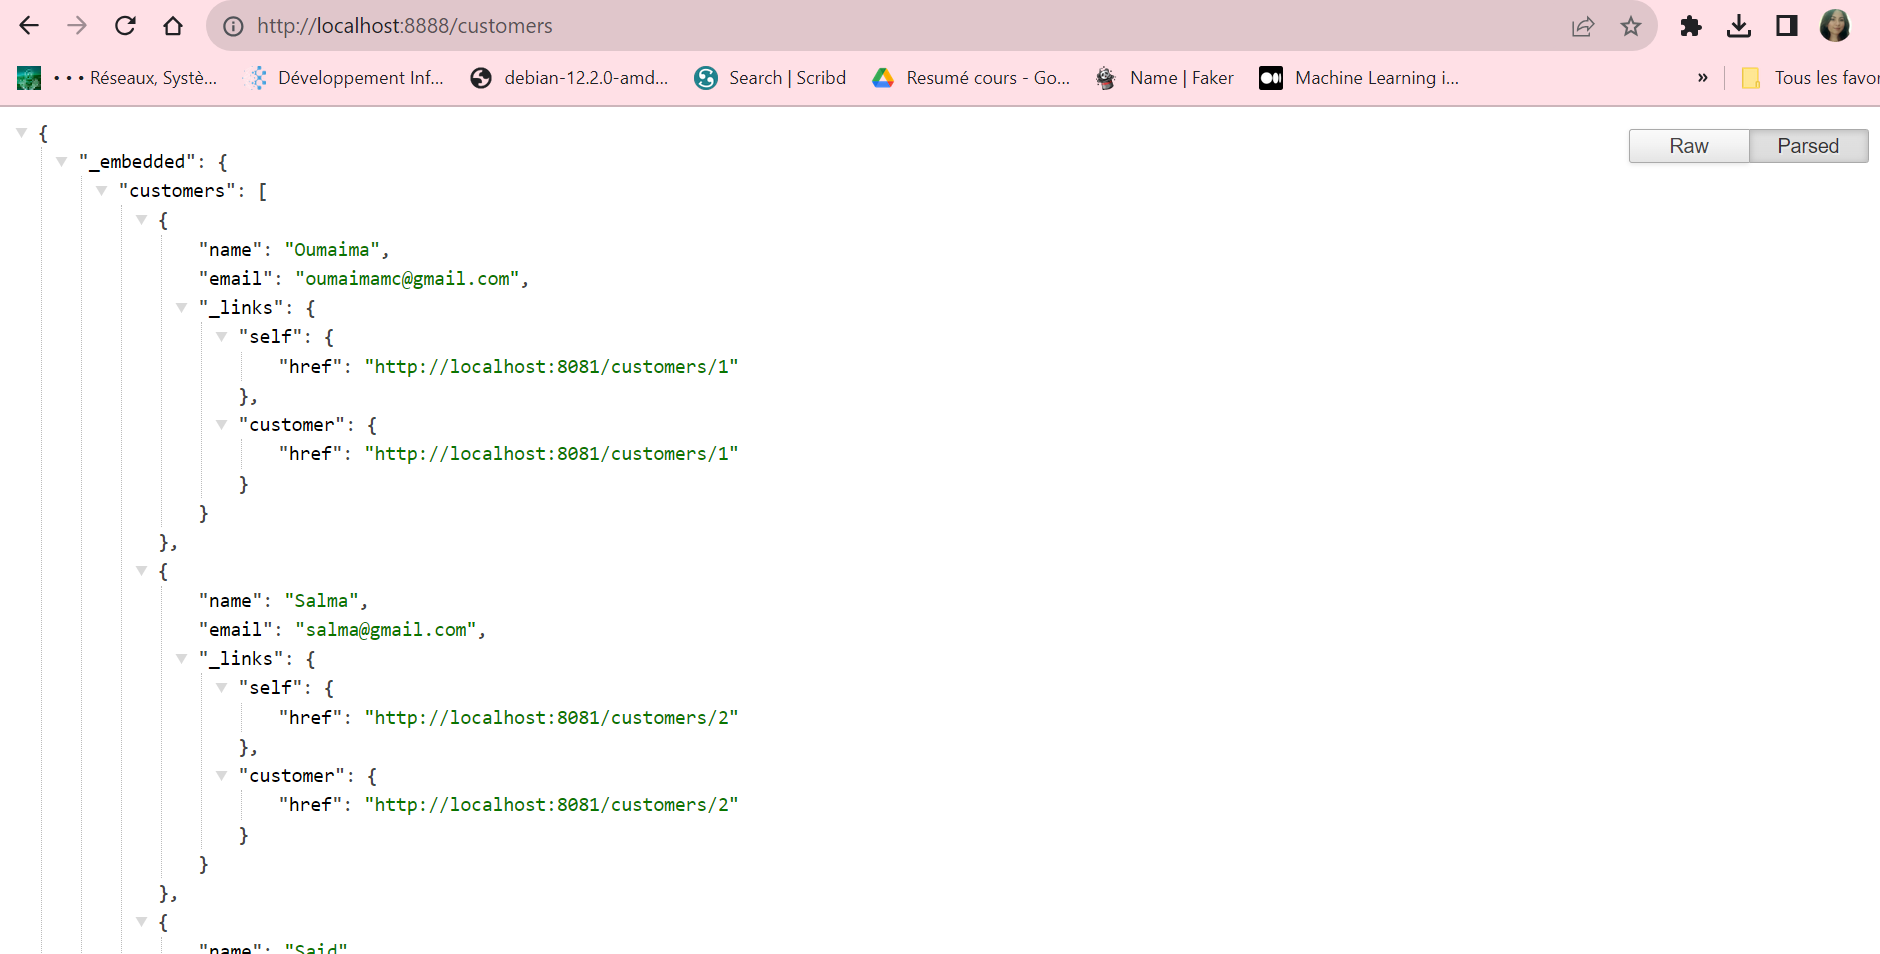 http://localhost:8888/customers
• • • Réseaux, Systè... Développement Inf... debian-12.2.0-amd... Search | Scribd Resumé cours - Go... Name | Faker Machine Learning i... » Tous les favor
Raw Parsed
{
"_embedded": {
"customers": [
{
"name": "Oumaima",
"email": "oumaimamc@gmail.com",
"_links": {
"self": {
"href": "http://localhost:8081/customers/1"
},
"customer": {
"href": "http://localhost:8081/customers/1"
}
}
},
{
"name": "Salma",
"email": "salma@gmail.com",
"_links": {
"self": {
"href": "http://localhost:8081/customers/2"
},
"customer": {
"href": "http://localhost:8081/customers/2"
}
}
},
{
"name": "Said"